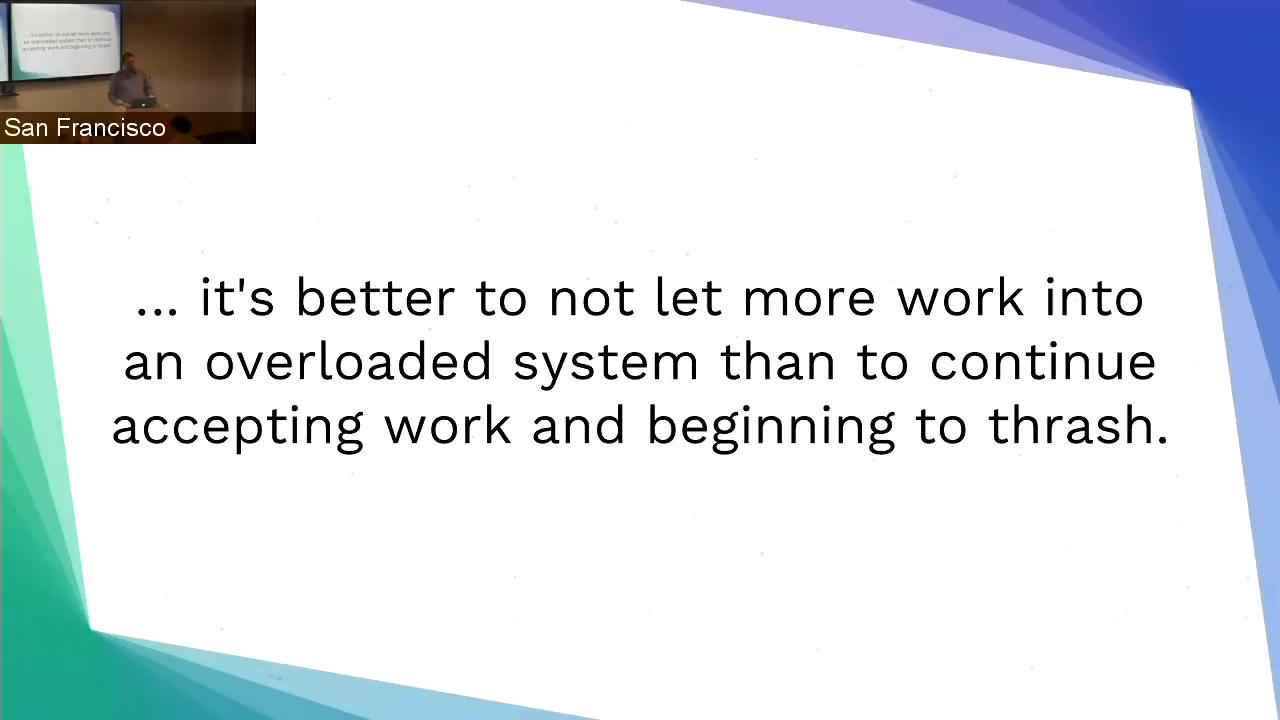 San Francisco
... it's better to not let more work into
an overloaded system than to continue
accepting work and beginning to thrash.